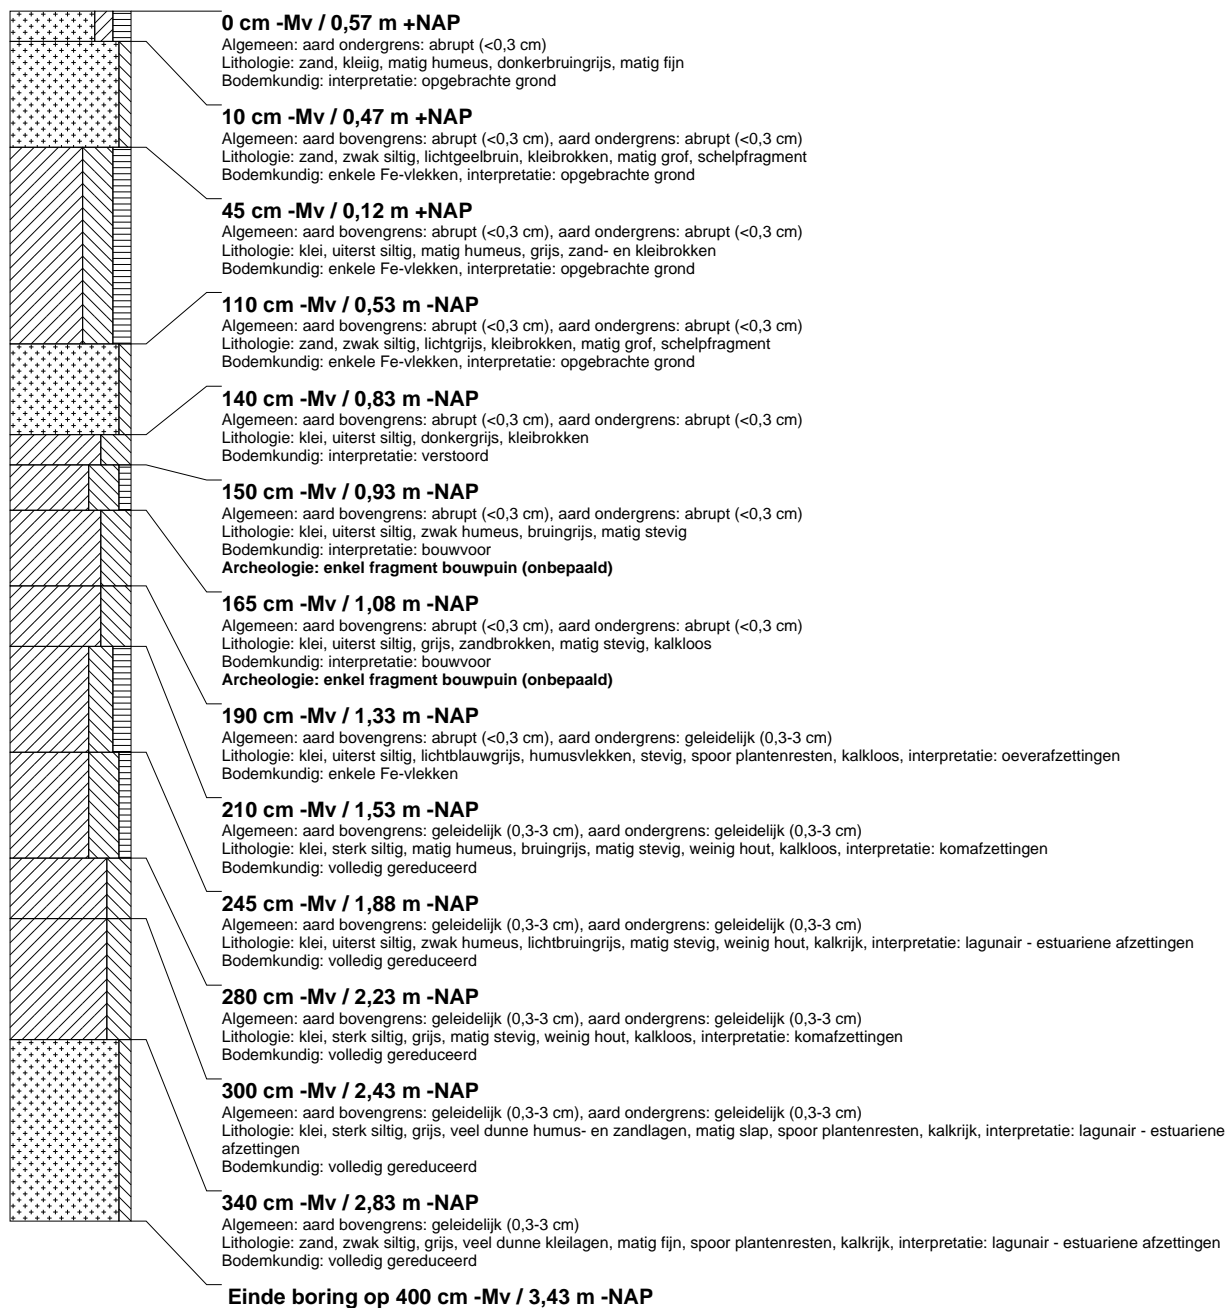 0 cm -Mv / 0,57 m +NAP
Algemeen: aard ondergrens: abrupt (<0,3 cm)
Lithologie: zand, kleiig, matig humeus, donkerbruingrijs, matig fijn
Bodemkundig: interpretatie: opgebrachte grond
10 cm -Mv / 0,47 m +NAP
Algemeen: aard bovengrens: abrupt (<0,3 cm), aard ondergrens: abrupt (<0,3 cm)
Lithologie: zand, zwak siltig, lichtgeelbruin, kleibrokken, matig grof, schelpfragment
Bodemkundig: enkele Fe-vlekken, interpretatie: opgebrachte grond
45 cm -Mv / 0,12 m +NAP
Algemeen: aard bovengrens: abrupt (<0,3 cm), aard ondergrens: abrupt (<0,3 cm)
Lithologie: klei, uiterst siltig, matig humeus, grijs, zand- en kleibrokken
Bodemkundig: enkele Fe-vlekken, interpretatie: opgebrachte grond
110 cm -Mv / 0,53 m -NAP
Algemeen: aard bovengrens: abrupt (<0,3 cm), aard ondergrens: abrupt (<0,3 cm)
Lithologie: zand, zwak siltig, lichtgrijs, kleibrokken, matig grof, schelpfragment
Bodemkundig: enkele Fe-vlekken, interpretatie: opgebrachte grond
140 cm -Mv / 0,83 m -NAP
Algemeen: aard bovengrens: abrupt (<0,3 cm), aard ondergrens: abrupt (<0,3 cm)
Lithologie: klei, uiterst siltig, donkergrijs, kleibrokken
Bodemkundig: interpretatie: verstoord
150 cm -Mv / 0,93 m -NAP
Algemeen: aard bovengrens: abrupt (<0,3 cm), aard ondergrens: abrupt (<0,3 cm)
Lithologie: klei, uiterst siltig, zwak humeus, bruingrijs, matig stevig
Bodemkundig: interpretatie: bouwvoor
Archeologie: enkel fragment bouwpuin (onbepaald)
165 cm -Mv / 1,08 m -NAP
Algemeen: aard bovengrens: abrupt (<0,3 cm), aard ondergrens: abrupt (<0,3 cm)
Lithologie: klei, uiterst siltig, grijs, zandbrokken, matig stevig, kalkloos
Bodemkundig: interpretatie: bouwvoor
Archeologie: enkel fragment bouwpuin (onbepaald)
190 cm -Mv / 1,33 m -NAP
Algemeen: aard bovengrens: abrupt (<0,3 cm), aard ondergrens: geleidelijk (0,3-3 cm)
Lithologie: klei, uiterst siltig, lichtblauwgrijs, humusvlekken, stevig, spoor plantenresten, kalkloos, interpretatie: oeverafzettingen
Bodemkundig: enkele Fe-vlekken
210 cm -Mv / 1,53 m -NAP
Algemeen: aard bovengrens: geleidelijk (0,3-3 cm), aard ondergrens: geleidelijk (0,3-3 cm)
Lithologie: klei, sterk siltig, matig humeus, bruingrijs, matig stevig, weinig hout, kalkloos, interpretatie: komafzettingen
Bodemkundig: volledig gereduceerd
245 cm -Mv / 1,88 m -NAP
Algemeen: aard bovengrens: geleidelijk (0,3-3 cm), aard ondergrens: geleidelijk (0,3-3 cm)
Lithologie: klei, uiterst siltig, zwak humeus, lichtbruingrijs, matig stevig, weinig hout, kalkrijk, interpretatie: lagunair - estuariene afzettingen
Bodemkundig: volledig gereduceerd
280 cm -Mv / 2,23 m -NAP
Algemeen: aard bovengrens: geleidelijk (0,3-3 cm), aard ondergrens: geleidelijk (0,3-3 cm)
Lithologie: klei, sterk siltig, grijs, matig stevig, weinig hout, kalkloos, interpretatie: komafzettingen
Bodemkundig: volledig gereduceerd
300 cm -Mv / 2,43 m -NAP
Algemeen: aard bovengrens: geleidelijk (0,3-3 cm), aard ondergrens: geleidelijk (0,3-3 cm)
Lithologie: klei, sterk siltig, grijs, veel dunne humus- en zandlagen, matig slap, spoor plantenresten, kalkrijk, interpretatie: lagunair - estuariene
afzettingen
Bodemkundig: volledig gereduceerd
340 cm -Mv / 2,83 m -NAP
Algemeen: aard bovengrens: geleidelijk (0,3-3 cm)
Lithologie: zand, zwak siltig, grijs, veel dunne kleilagen, matig fijn, spoor plantenresten, kalkrijk, interpretatie: lagunair - estuariene afzettingen
Bodemkundig: volledig gereduceerd
Einde boring op 400 cm -Mv / 3,43 m -NAP